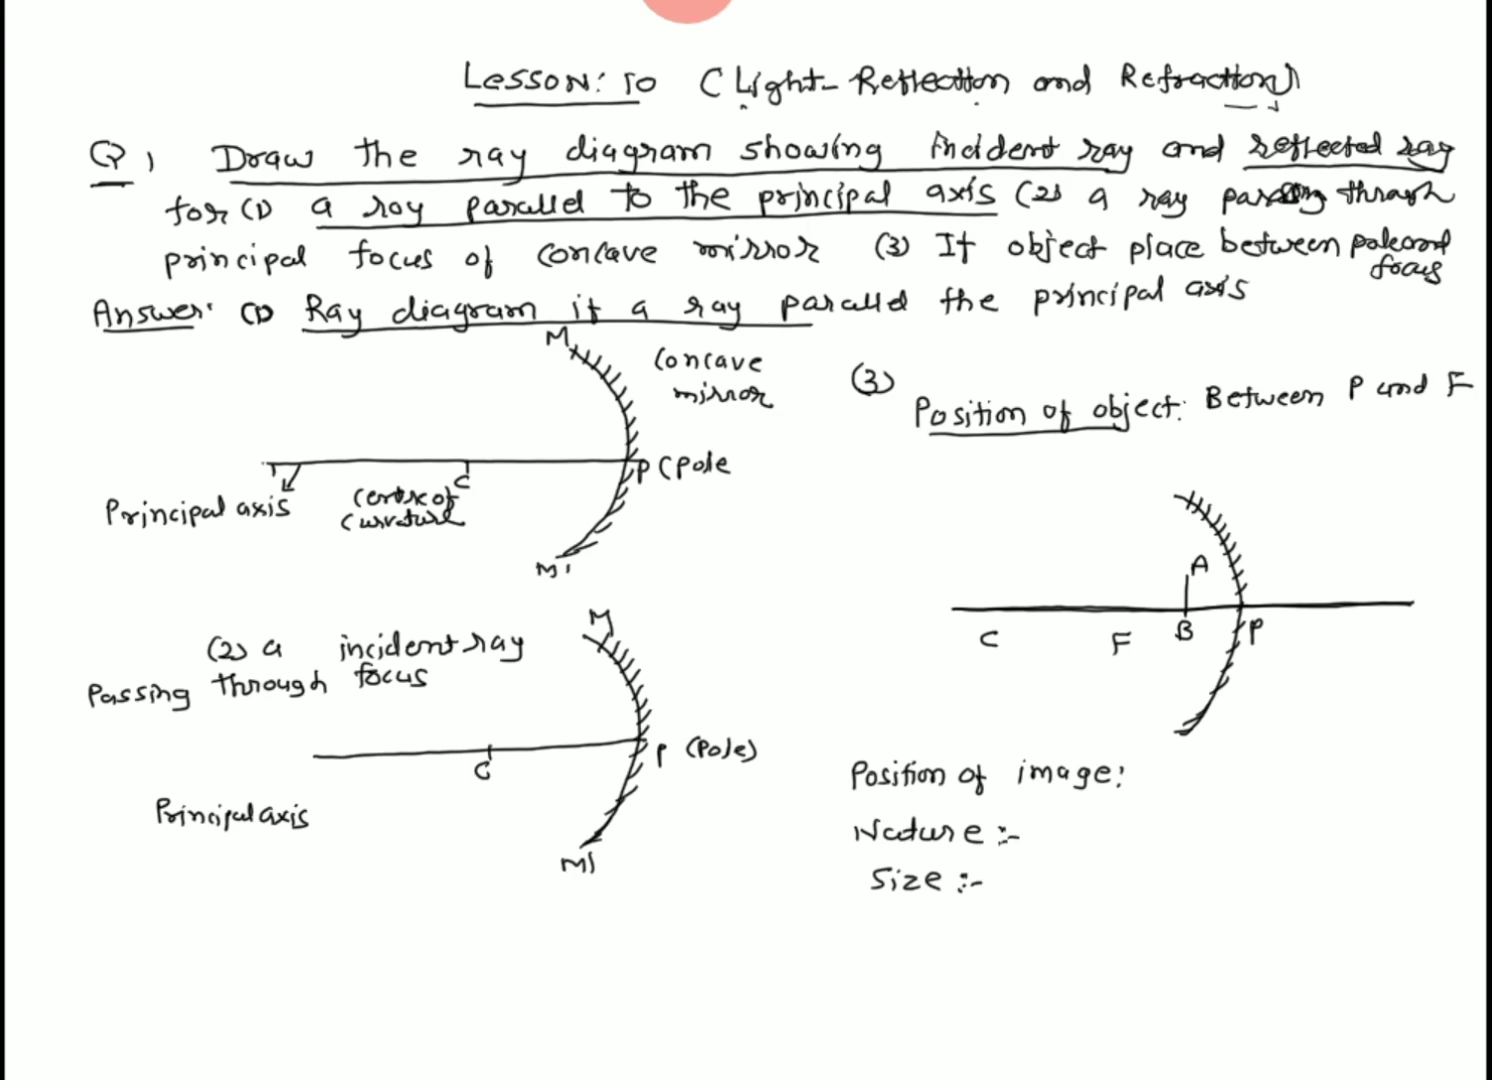 Lesson: 10 (Light-Reflection and Refraction)
Q1 Draw the ray diagram showing incident ray and reflected ray
for (1) a ray parallel to the principal axis (2) a ray passing through
principal focus of concave mirror (3) If object place between pole and
focus
Answer: (1) Ray diagram if a ray parallel the principal axis
M
Concave
mirror
P (Pole
C
Centre of
Curvature
Principal axis
M'
(2) a incident ray
Passing through focus
M
P (Pole)
C
Principal axis
M'
(3)
Position of object: Between P and F
A
C F B P
Position of image:
Nature :-
Size :-